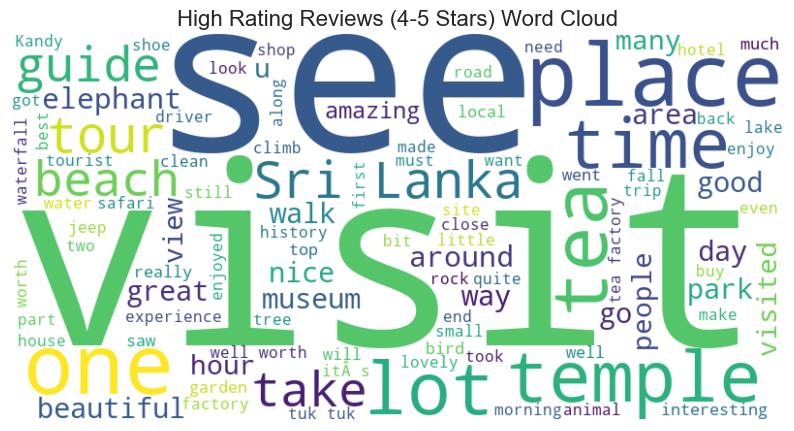 High Rating Reviews (4-5 Stars) Word Cloud
Kandy shoe shop see need many hotel much
guide look u road place
got elephant along amazing local area back
waterfall best driver tour climb made time lake
tourist clean must want enjoy
beach still Sri Lanka first went fall good
water safari walk tea trip
jeep view history site close even
two enjoyed top bit little around tea factory people day visited
worth really nice rock quite buy
great museum way go park
part experience tree end small make
house saw visit
one hour well worth will bird took well temple
beautiful garden take itÂ s lovely lot
factory tuk tuk morning animal interesting